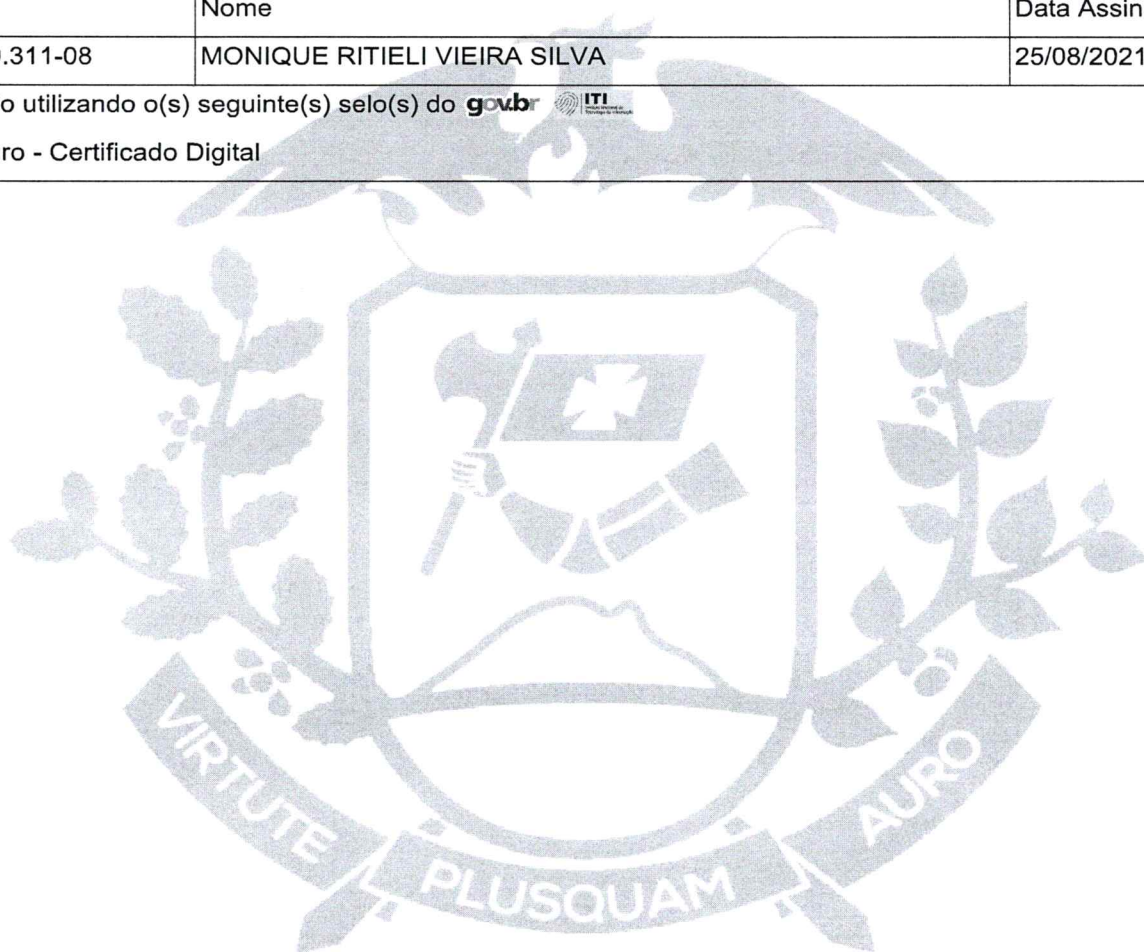 Nome Data Assin
.311-08 MONIQUE RITIELI VIEIRA SILVA 25/08/2021
o utilizando o(s) seguinte(s) selo(s) do gov.br ITI
ro - Certificado Digital
VIRTUTE PLUSQUAM AURO